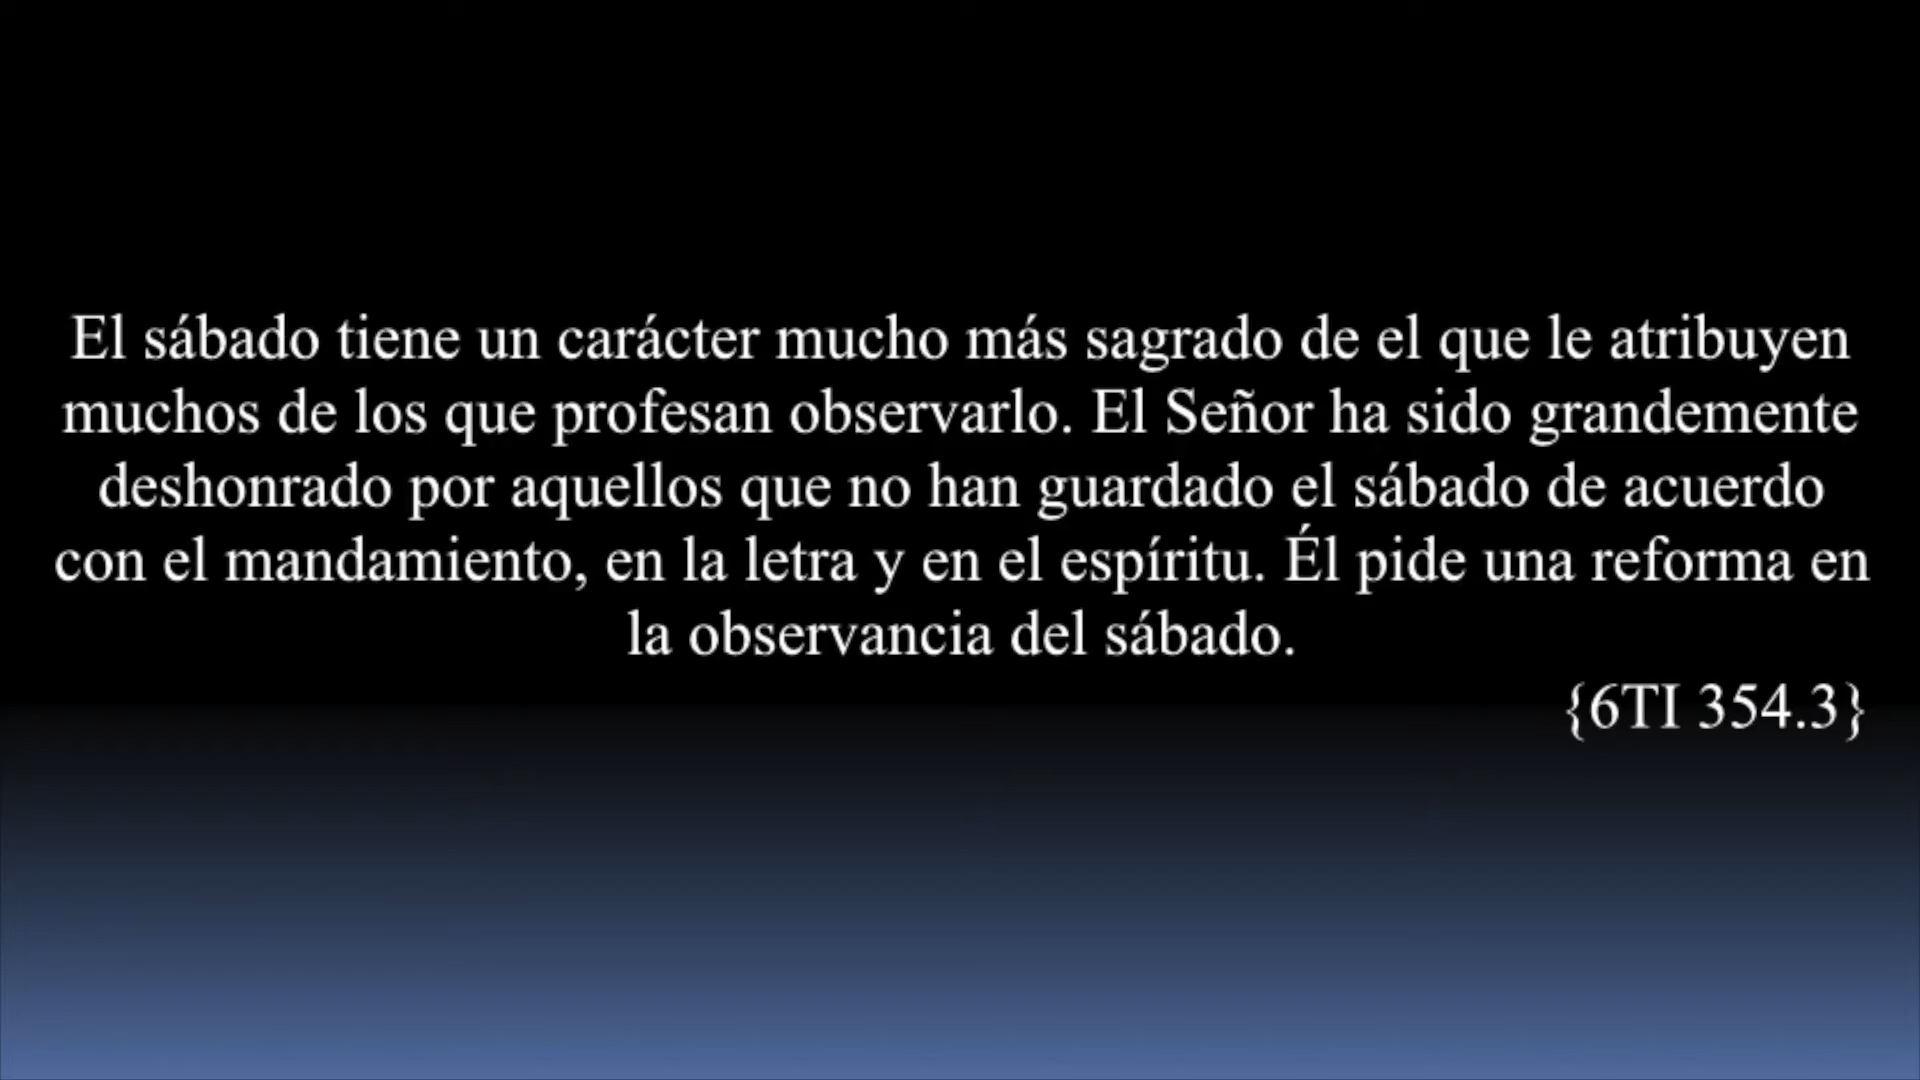 El sábado tiene un carácter mucho más sagrado de el que le atribuyen
muchos de los que profesan observarlo. El Señor ha sido grandemente
deshonrado por aquellos que no han guardado el sábado de acuerdo
con el mandamiento, en la letra y en el espíritu. Él pide una reforma en
la observancia del sábado.
{6TI 354.3}